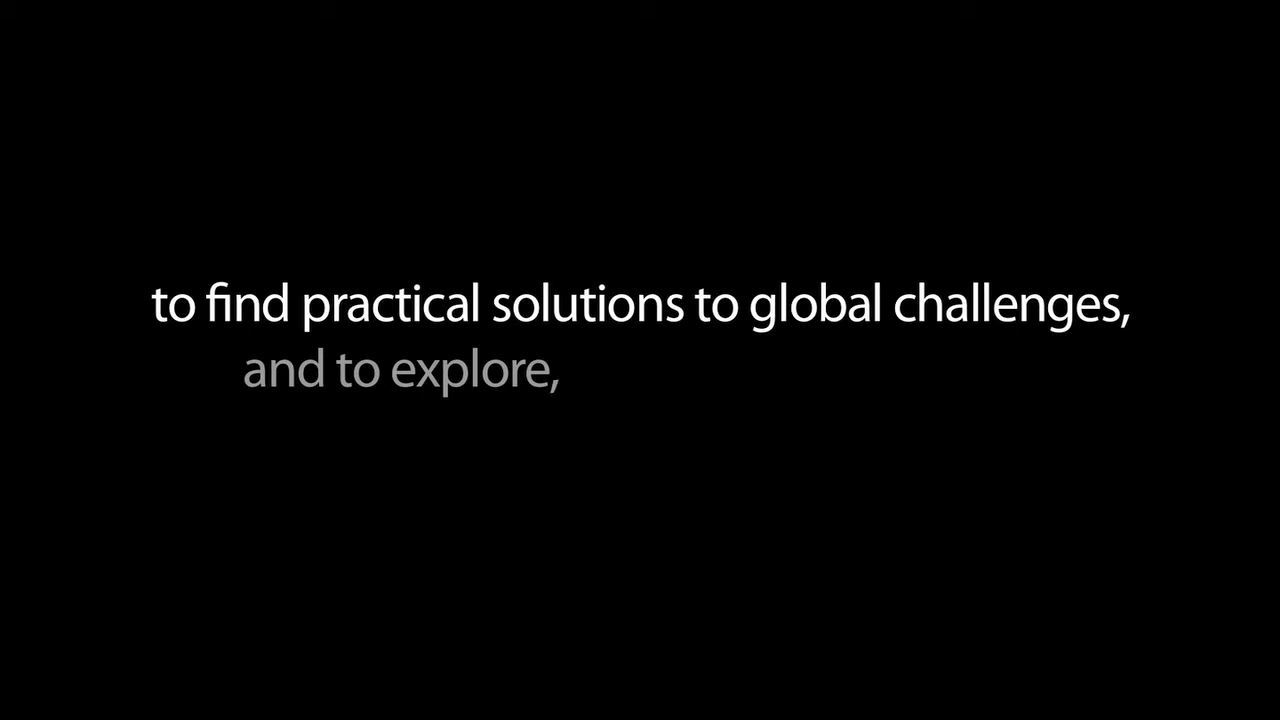 to find practical solutions to global challenges,
and to explore,